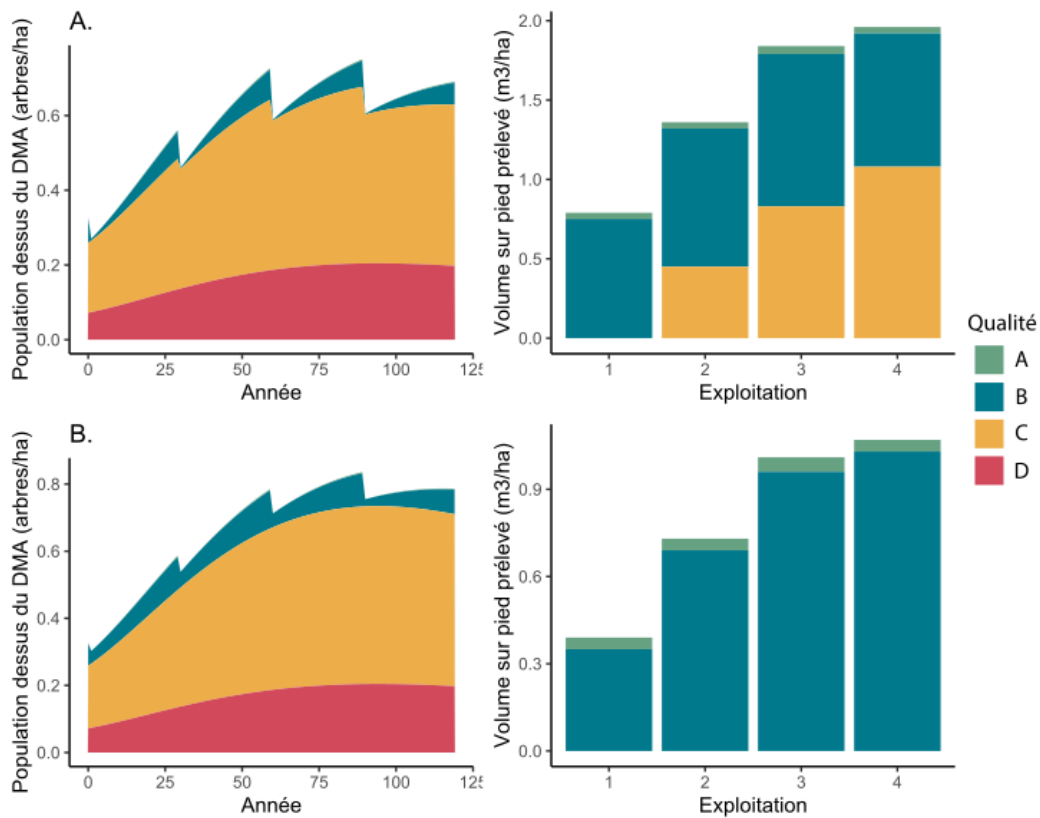 A.
Population dessus du DMA (arbres/ha)
0.6
0.4
0.2
0.0
0 25 50 75 100 125
Année
Volume sur pied prélevé (m3/ha)
2.0
1.5
1.0
0.5
0.0
1 2 3 4
Exploitation
Qualité
A
B
C
D
B.
Population dessus du DMA (arbres/ha)
0.8
0.6
0.4
0.2
0.0
0 25 50 75 100 125
Année
Volume sur pied prélevé (m3/ha)
0.9
0.6
0.3
0.0
1 2 3 4
Exploitation